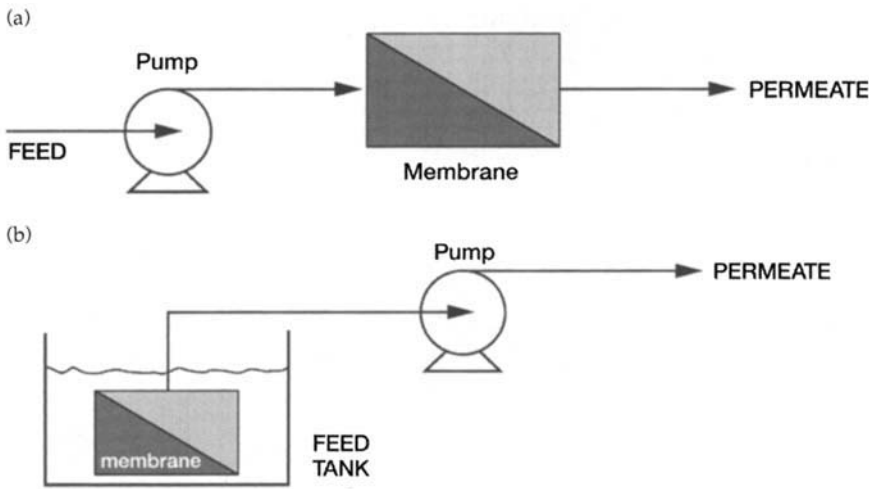 (a)
Pump
FEED
PERMEATE
Membrane
(b)
Pump
PERMEATE
membrane
FEED
TANK